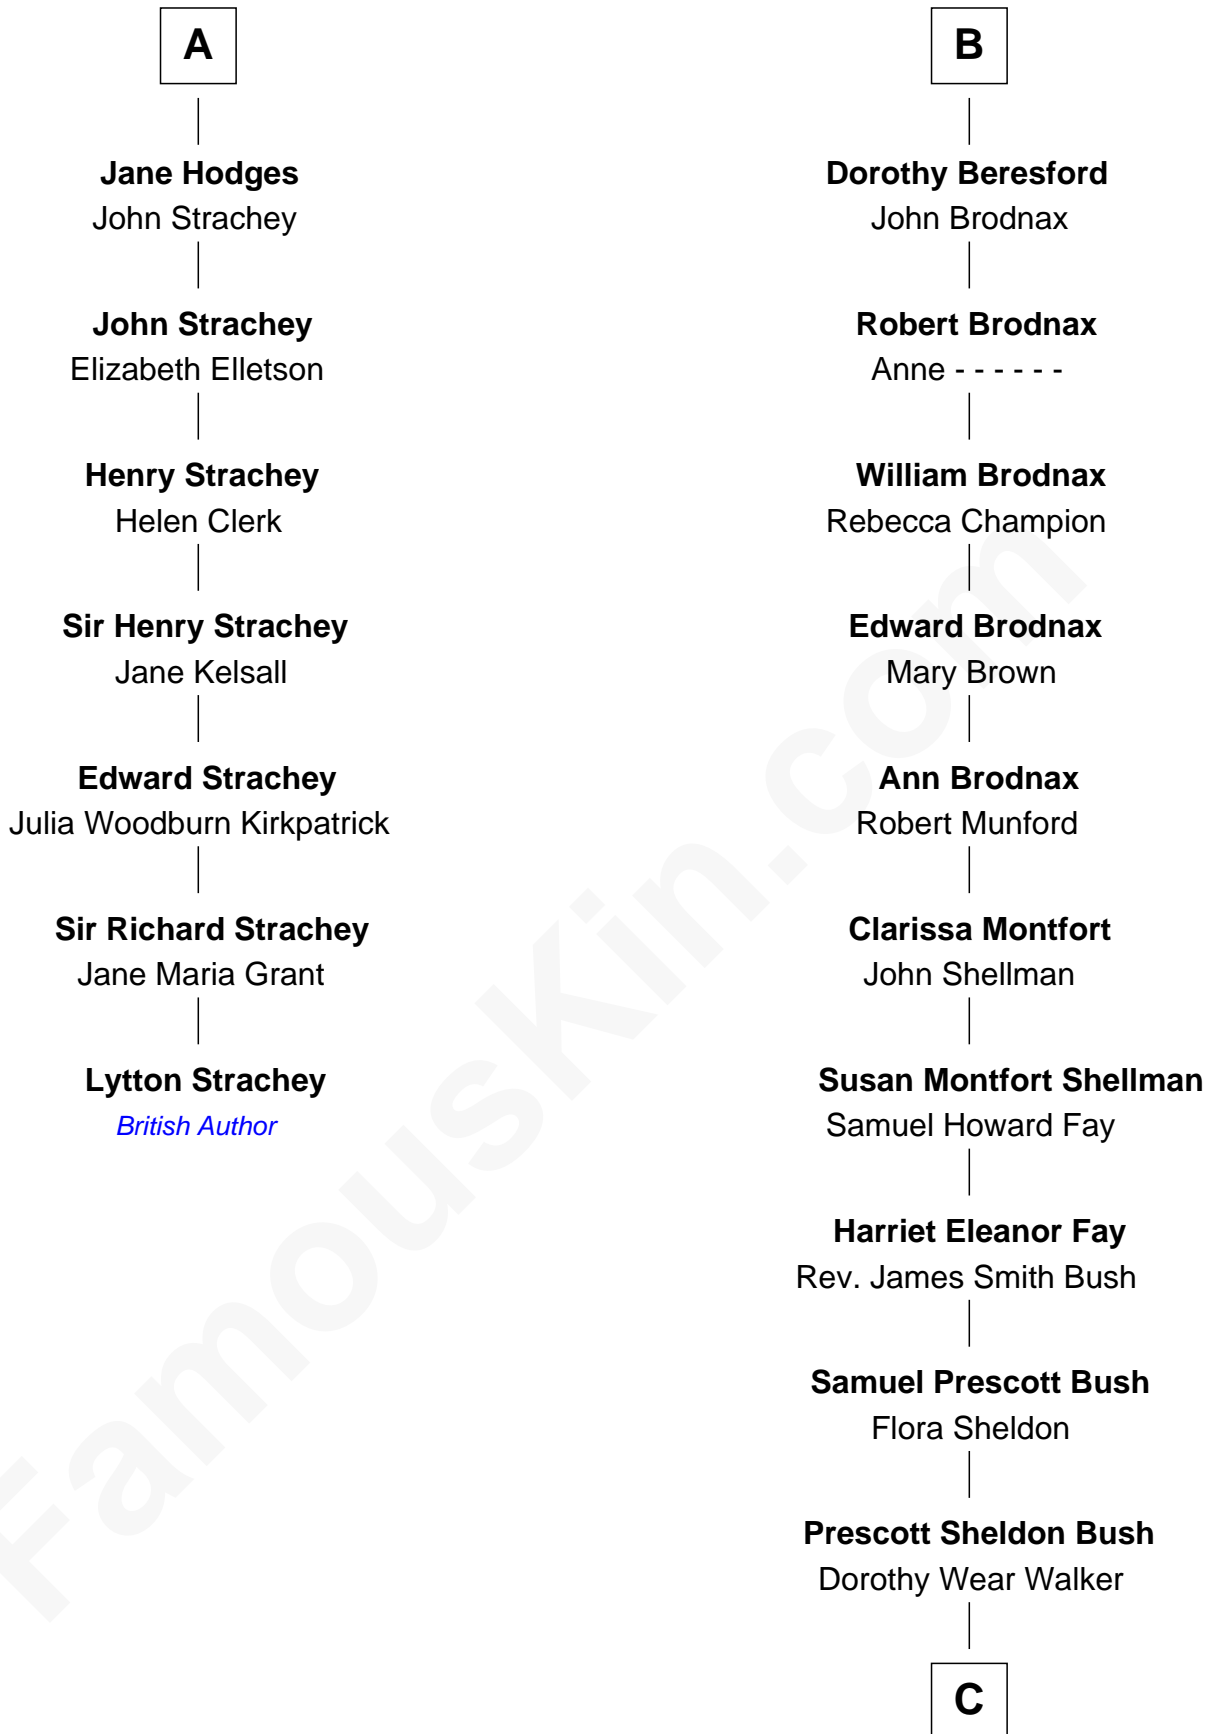 A
Jane Hodges
John Strachey
John Strachey
Elizabeth Elletson
Henry Strachey
Helen Clerk
Sir Henry Strachey
Jane Kelsall
Edward Strachey
Julia Woodburn Kirkpatrick
Sir Richard Strachey
Jane Maria Grant
Lytton Strachey
British Author
B
Dorothy Beresford
John Brodnax
Robert Brodnax
Anne - - - - - -
William Brodnax
Rebecca Champion
Edward Brodnax
Mary Brown
Ann Brodnax
Robert Munford
Clarissa Montfort
John Shellman
Susan Montfort Shellman
Samuel Howard Fay
Harriet Eleanor Fay
Rev. James Smith Bush
Samuel Prescott Bush
Flora Sheldon
Prescott Sheldon Bush
Dorothy Wear Walker
C
FamousKin.com